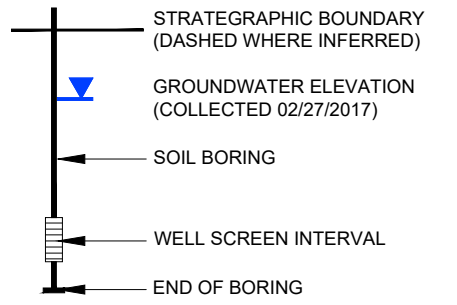 STRATEGRAPHIC BOUNDARY
(DASHED WHERE INFERRED)
GROUNDWATER ELEVATION
(COLLECTED 02/27/2017)
SOIL BORING
WELL SCREEN INTERVAL
END OF BORING